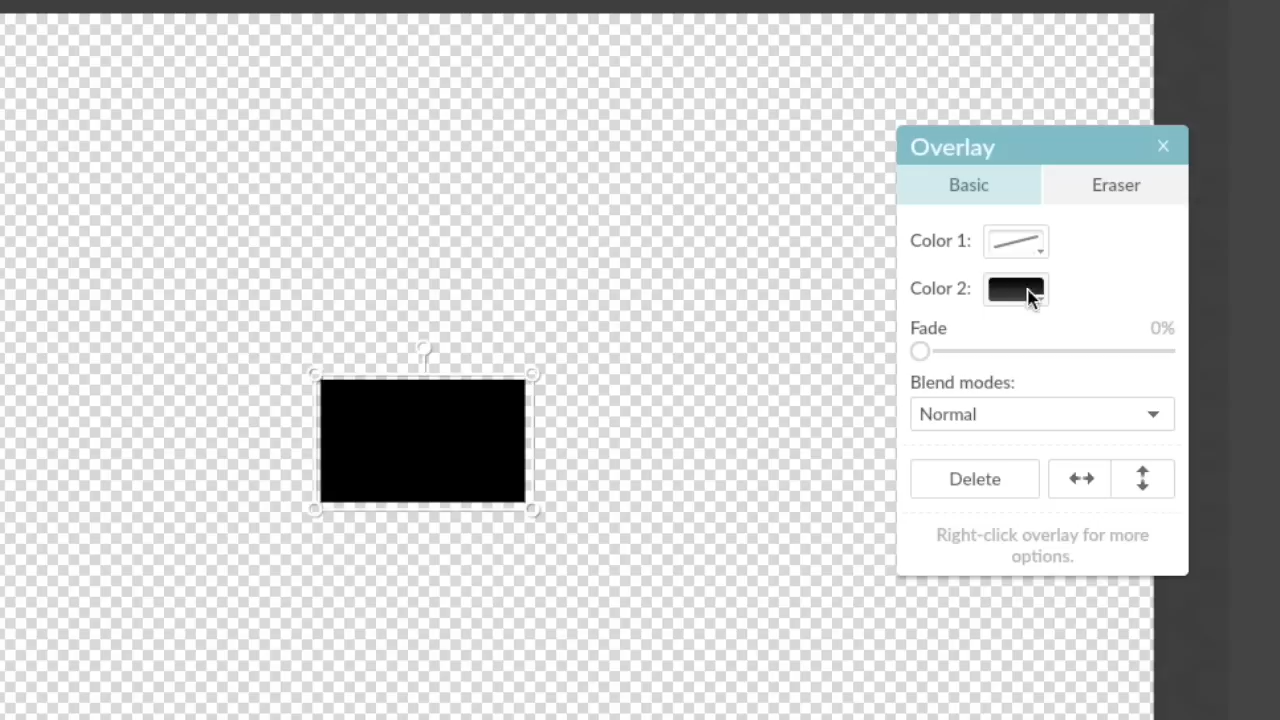 Overlay X
Basic Eraser
Color 1:
Color 2:
Fade 0%
Blend modes:
Normal
Delete
Right-click overlay for more
options.